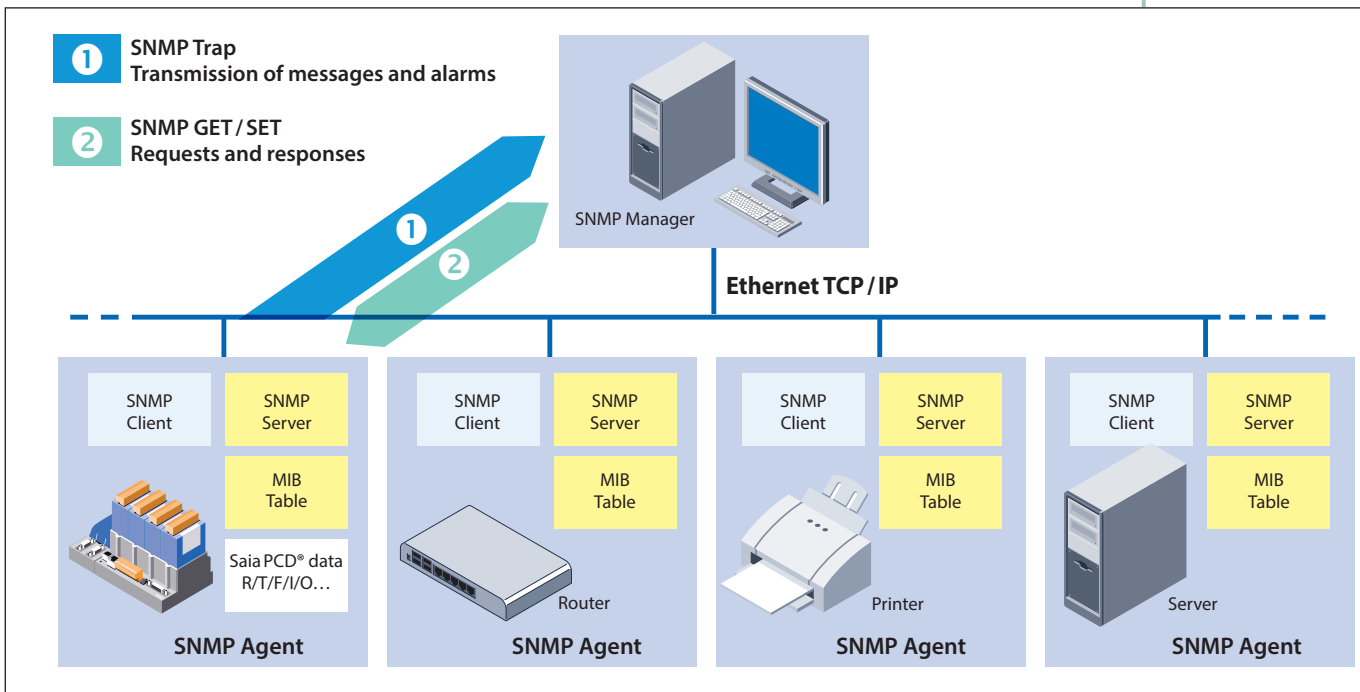 1
SNMP Trap
Transmission of messages and alarms
2
SNMP GET / SET
Requests and responses
1
2
SNMP Manager
Ethernet TCP / IP
SNMP
Client
SNMP
Server
MIB
Table
Saia PCD® data
R/T/F/I/O...
SNMP Agent
SNMP
Client
SNMP
Server
MIB
Table
Router
SNMP Agent
SNMP
Client
SNMP
Server
MIB
Table
Printer
SNMP Agent
SNMP
Client
SNMP
Server
MIB
Table
Server
SNMP Agent